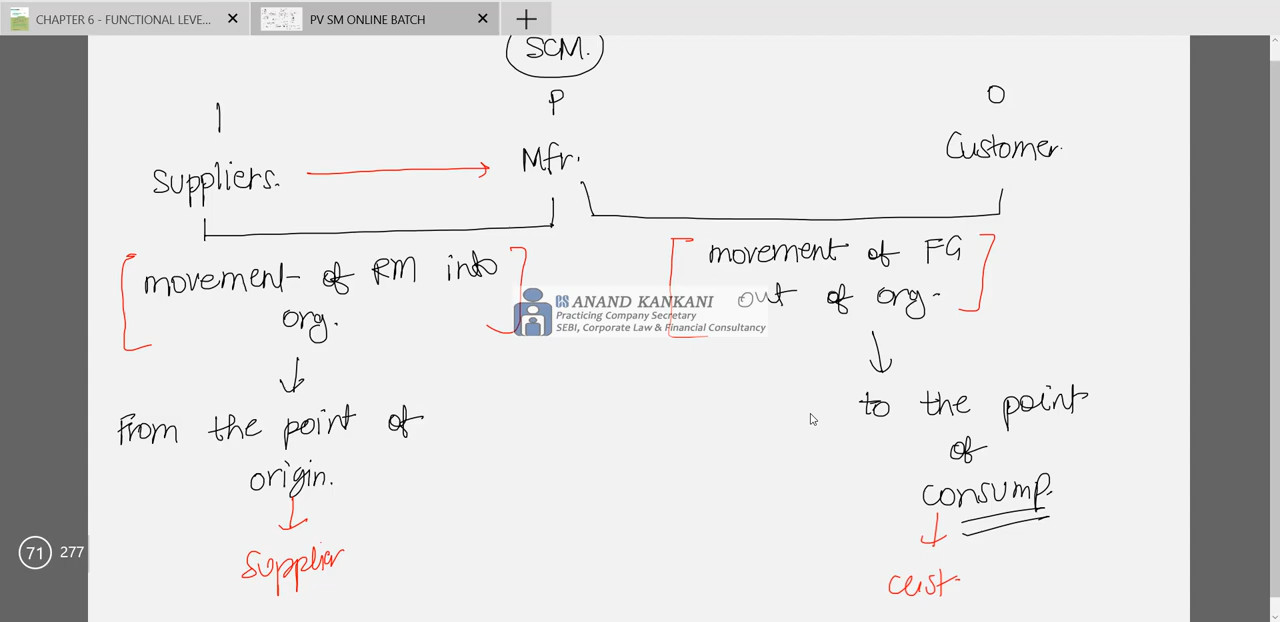 CHAPTER 6 - FUNCTIONAL LEVE...
PV SM ONLINE BATCH
SCM.
I
P
O
Suppliers.
Mfr.
Customer.
movement of RM into
org.
movement of FG
out of org.
CS ANAND KANKANI
Practicing Company Secretary
SEBI, Corporate Law & Financial Consultancy
From the point of
origin.
Supplier
to the point
of
consump.
cust.
71 277